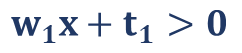 w₁x + t₁ > 0